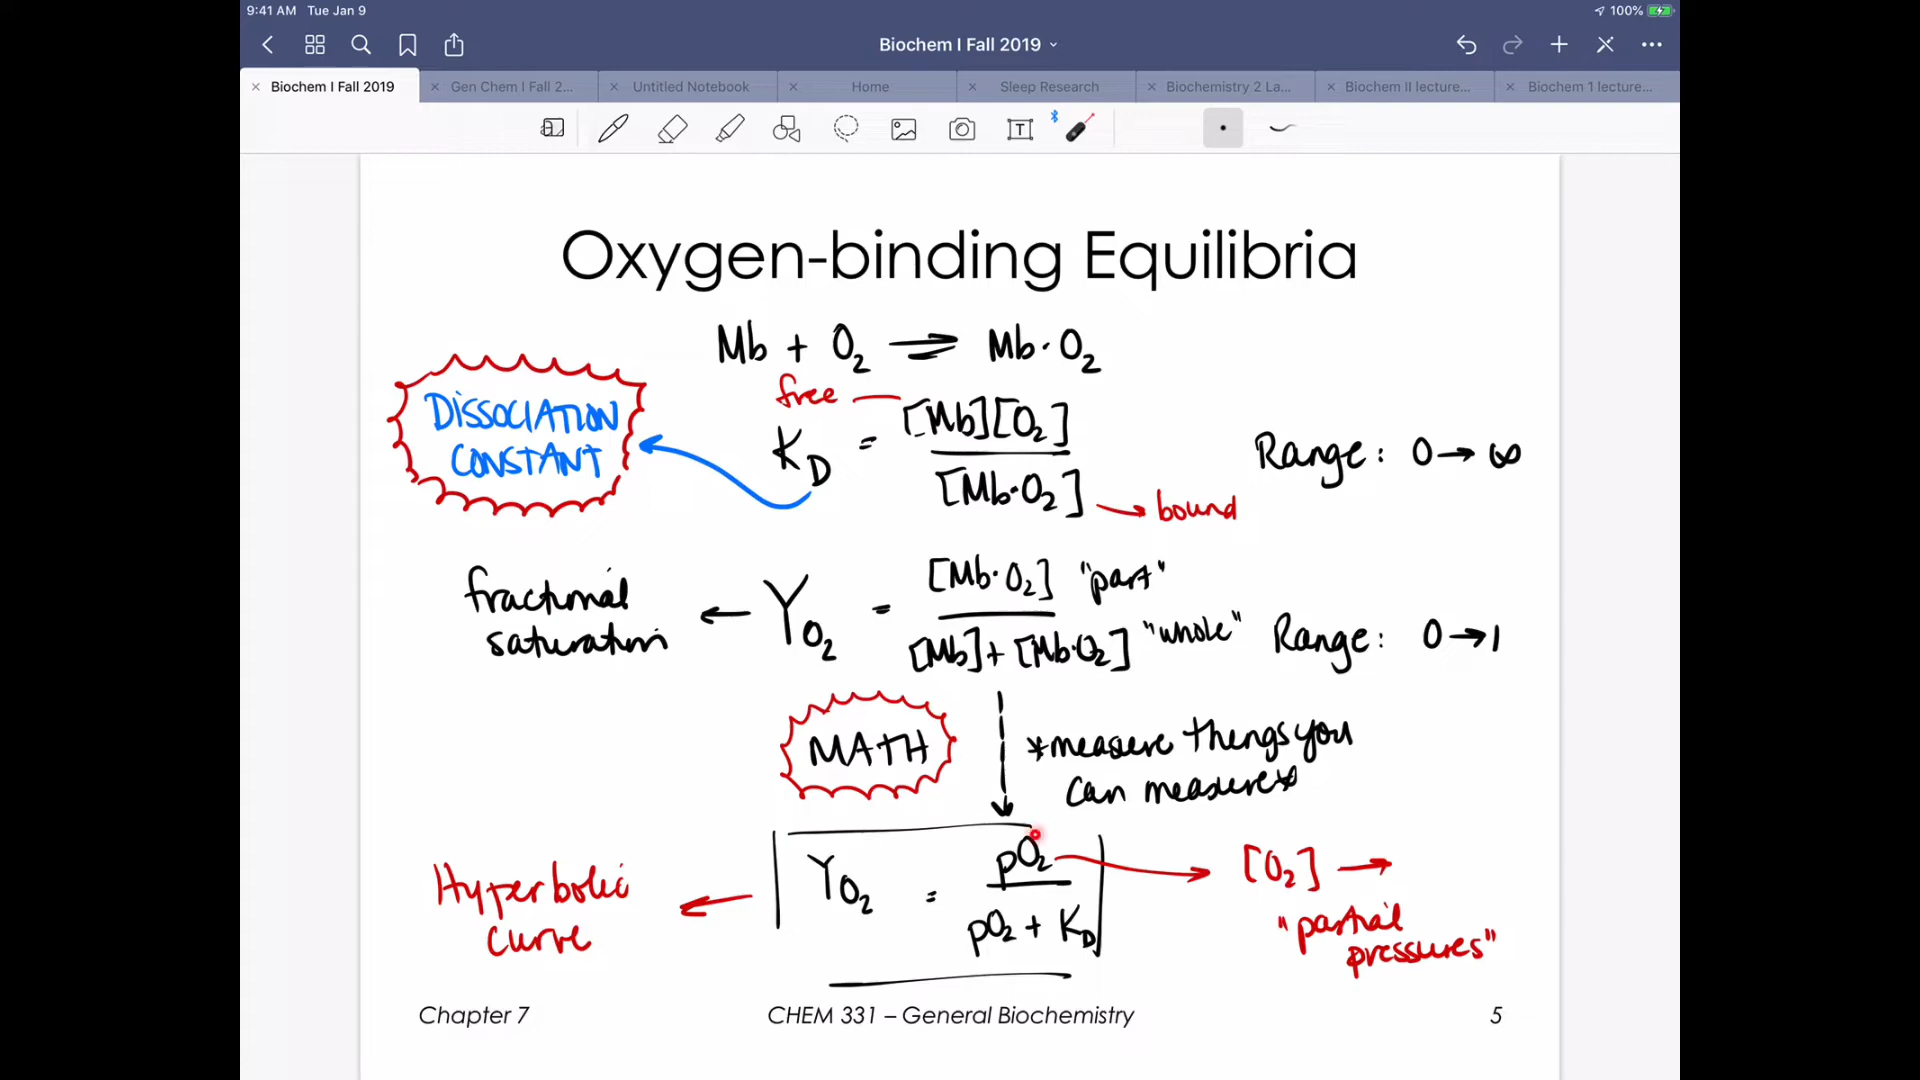 9:41 AM Tue Jan 9
100%
Biochem I Fall 2019
Biochem I Fall 2019
Gen Chem I Fall 2...
Untitled Notebook
Home
Sleep Research
Biochemistry 2 La...
Biochem II lecture...
Biochem 1 lecture...
Oxygen-binding Equilibria
Mb + O₂ ⇌ Mb·O₂
free
DISSOCIATION
CONSTANT
K_D = [Mb][O₂] / [Mb·O₂]
bound
Range: 0 → ∞
fractional
saturation
← Y_O₂ = [Mb·O₂] "part" / [Mb] + [Mb·O₂] "whole"
Range: 0 → 1
MATH
*measure things you
can measure*
Y_O₂ = pO₂ / pO₂ + K_D
→ [O₂] →
"partial
pressures"
Hyperbolic
curve
Chapter 7
CHEM 331 – General Biochemistry
5